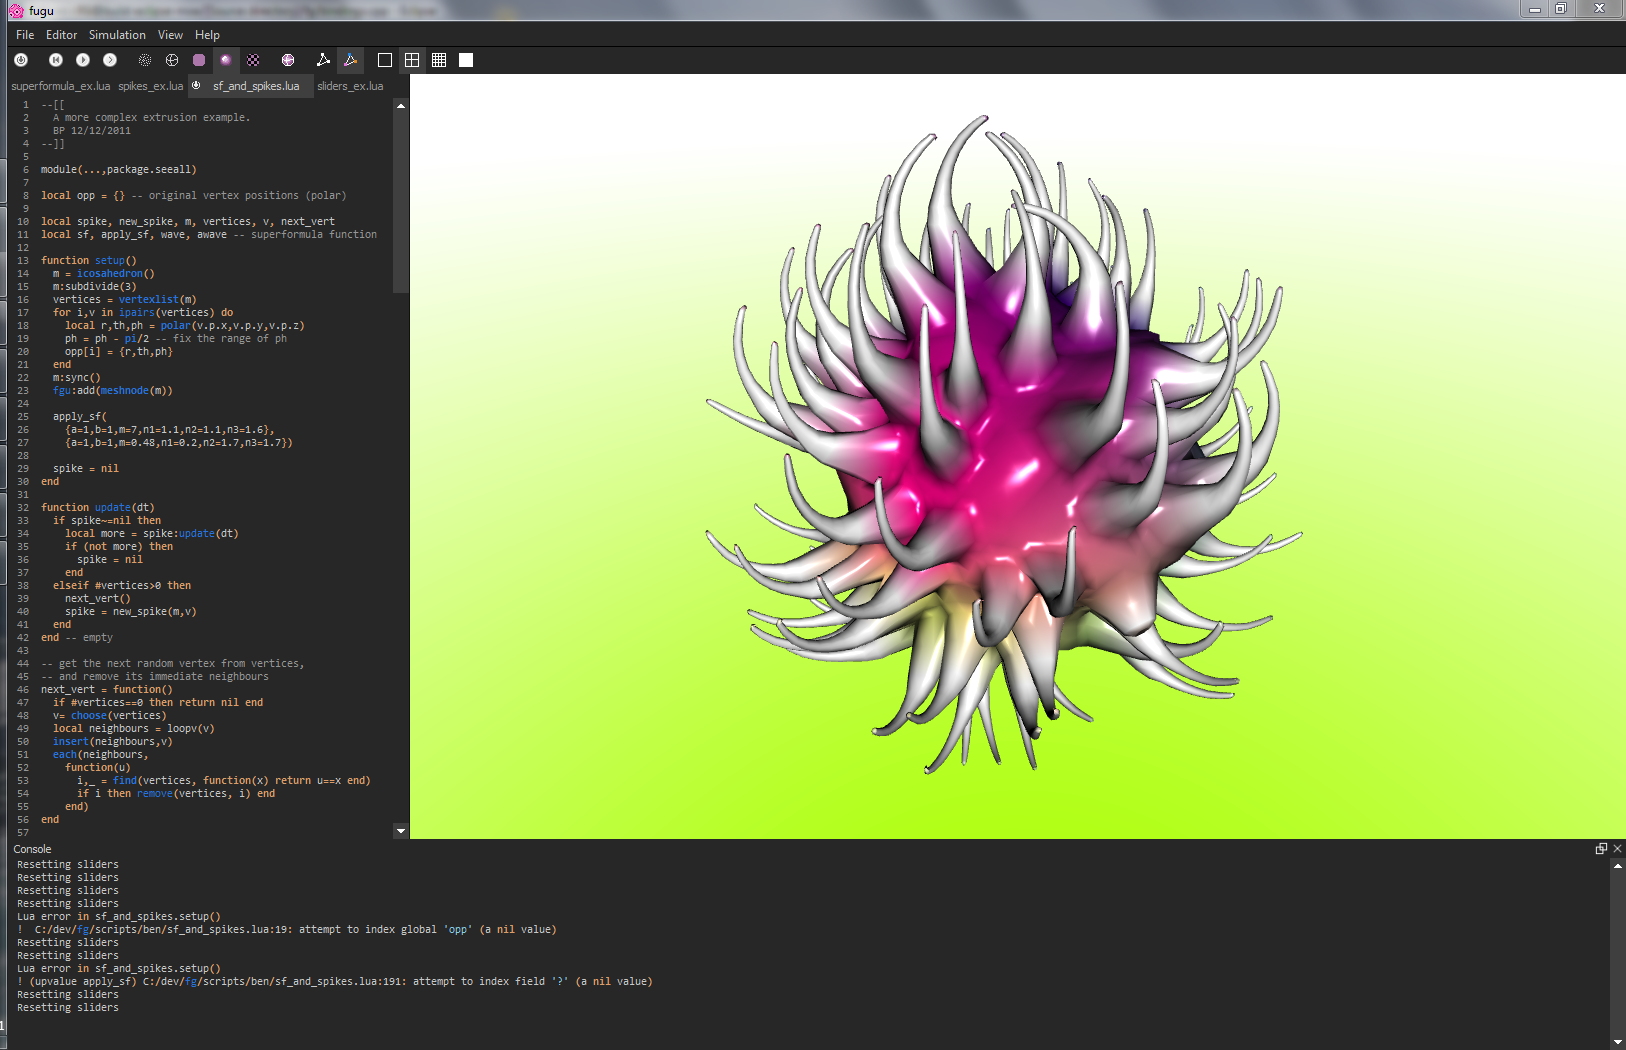 fugu
File Editor Simulation View Help
superformula_ex.lua spikes_ex.lua sf_and_spikes.lua sliders_ex.lua
1 --[[
2 A more complex extrusion example.
3 BP 12/12/2011
4 --]]
5
6 module(...,package.seeall)
7
8 local opp = {} -- original vertex positions (polar)
9
10 local spike, new_spike, m, vertices, v, next_vert
11 local sf, apply_sf, wave, awave -- superformula function
12
13 function setup()
14 m = icosahedron()
15 m:subdivide(3)
16 vertices = vertexlist(m)
17 for i,v in ipairs(vertices) do
18 local r,th,ph = polar(v.p.x,v.p.y,v.p.z)
19 ph = ph - pi/2 -- fix the range of ph
20 opp[i] = {r,th,ph}
21 end
22 m:sync()
23 fgu:add(meshnode(m))
24
25 apply_sf(
26 {a=1,b=1,m=7,n1=1.1,n2=1.1,n3=1.6},
27 {a=1,b=1,m=0.48,n1=0.2,n2=1.7,n3=1.7})
28
29 spike = nil
30 end
31
32 function update(dt)
33 if spike~=nil then
34 local more = spike:update(dt)
35 if (not more) then
36 spike = nil
37 end
38 elseif #vertices>0 then
39 next_vert()
40 spike = new_spike(m,v)
41 end
42 end -- empty
43
44 -- get the next random vertex from vertices,
45 -- and remove its immediate neighbours
46 next_vert = function()
47 if #vertices==0 then return nil end
48 v= choose(vertices)
49 local neighbours = loopv(v)
50 insert(neighbours,v)
51 each(neighbours,
52 function(u)
53 i,_ = find(vertices, function(x) return u==x end)
54 if i then remove(vertices, i) end
55 end)
56 end
57
Console
Resetting sliders
Resetting sliders
Resetting sliders
Resetting sliders
Lua error in sf_and_spikes.setup()
! C:/dev/fg/scripts/ben/sf_and_spikes.lua:19: attempt to index global 'opp' (a nil value)
Resetting sliders
Resetting sliders
Lua error in sf_and_spikes.setup()
! (upvalue apply_sf) C:/dev/fg/scripts/ben/sf_and_spikes.lua:191: attempt to index field '?' (a nil value)
Resetting sliders
Resetting sliders
1